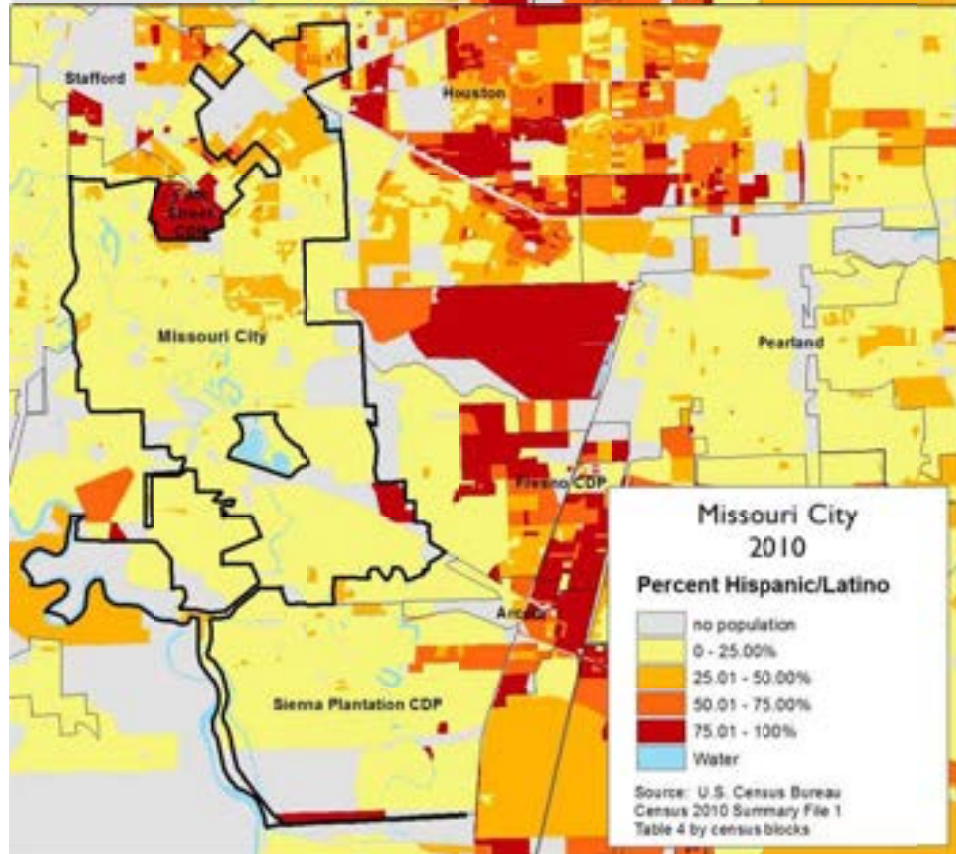 Stafford
Houston
Street
Missouri City
Pearland
Fresno CDP
Missouri City
2010
Percent Hispanic/Latino
no population
0 - 25.00%
25.01 - 50.00%
50.01 - 75.00%
75.01 - 100%
Water
Arcola
Sienna Plantation CDP
Source: U.S. Census Bureau
Census 2010 Summary File 1
Table 4 by census blocks